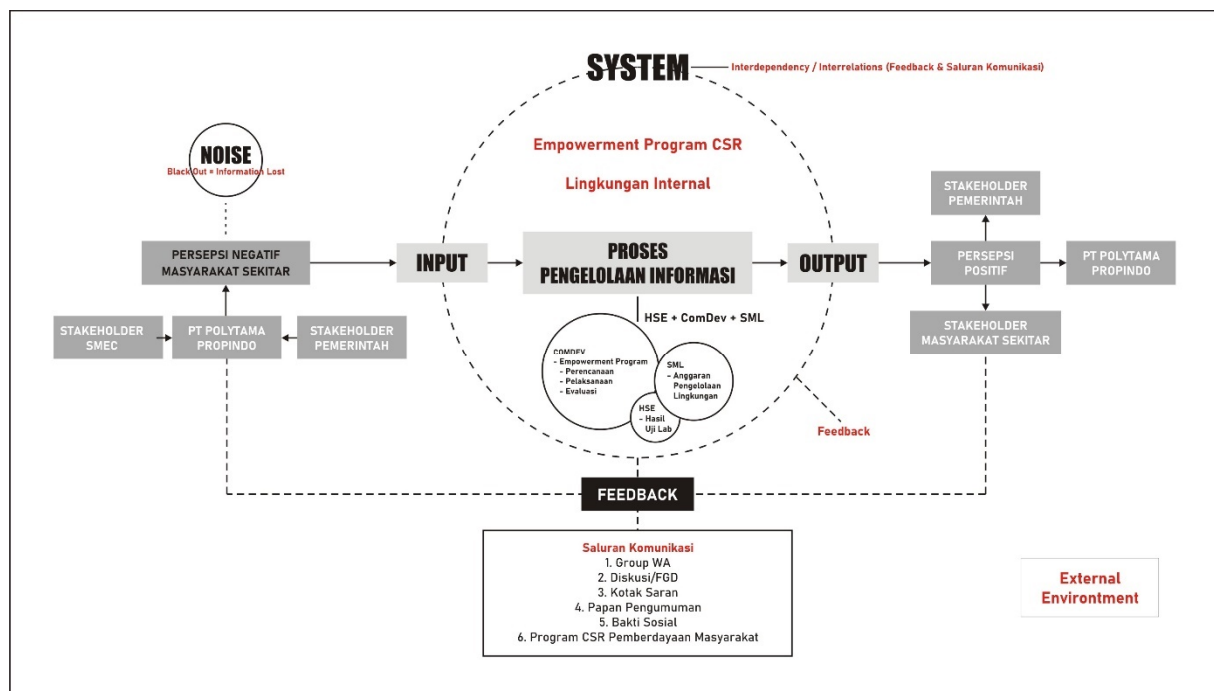 SYSTEM
Interdependency / Interrelations (Feedback & Saluran Komunikasi)
NOISE
Black Out = Information Lost
Empowerment Program CSR
Lingkungan Internal
PERSEPSI NEGATIF
MASYARAKAT SEKITAR
STAKEHOLDER
SMEC
PT POLYTAMA
PROPINDO
STAKEHOLDER
PEMERINTAH
INPUT
PROSES
PENGELOLAAN INFORMASI
OUTPUT
STAKEHOLDER
PEMERINTAH
PERSEPSI
POSITIF
PT POLYTAMA
PROPINDO
STAKEHOLDER
MASYARAKAT SEKITAR
HSE + ComDev + SML
COMDEV
- Empowerment Program
- Perencanaan
- Pelaksanaan
- Evaluasi
SML
- Anggaran
Pengelolaan
Lingkungan
HSE
- Hasil
Uji Lab
Feedback
FEEDBACK
Saluran Komunikasi
1. Group WA
2. Diskusi/FGD
3. Kotak Saran
4. Papan Pengumuman
5. Bakti Sosial
6. Program CSR Pemberdayaan Masyarakat
External
Environtment